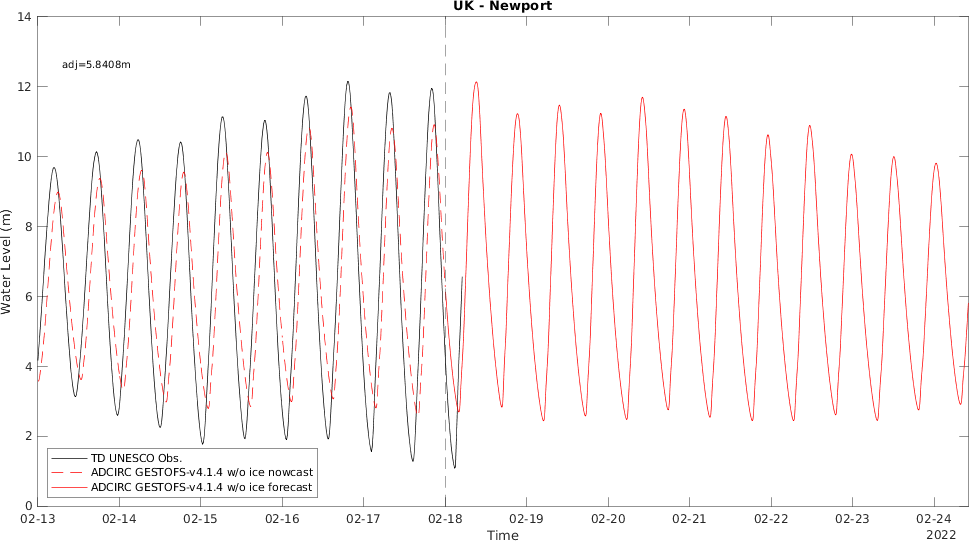 UK - Newport
adj=5.8408m
Water Level (m)
14
12
10
8
6
4
2
0
TD UNESCO Obs.
ADCIRC GESTOFS-v4.1.4 w/o ice nowcast
ADCIRC GESTOFS-v4.1.4 w/o ice forecast
02-13 02-14 02-15 02-16 02-17 02-18 02-19 02-20 02-21 02-22 02-23 02-24
Time
2022